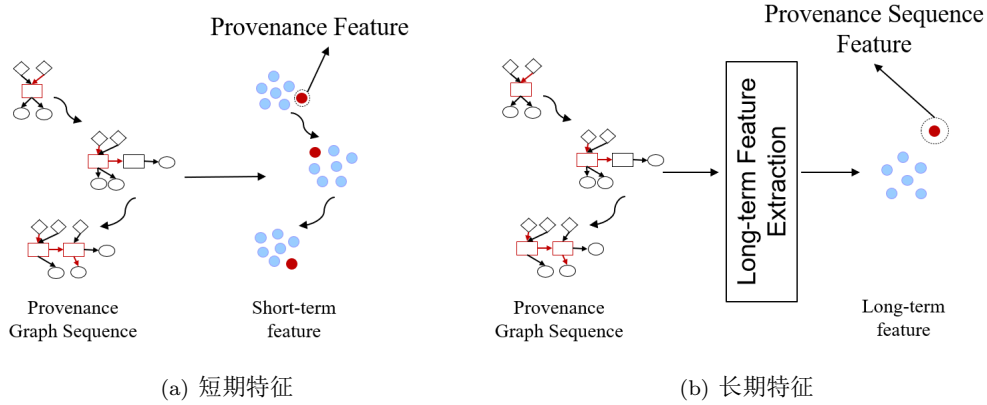 Provenance Feature
Provenance
Graph Sequence
Short-term
feature
(a) 短期特征
Provenance Sequence
Feature
Long-term Feature
Extraction
Provenance
Graph Sequence
Long-term
feature
(b) 长期特征